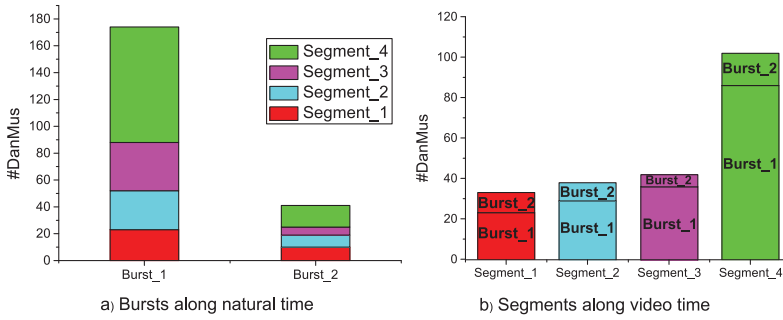 180
160
140
120
100
80
60
40
20
0
#DanMus
Segment_4
Segment_3
Segment_2
Segment_1
Burst_1
Burst_2
a) Bursts along natural time
120
100
80
60
40
20
0
#DanMus
Burst_2
Burst_1
Burst_2
Burst_1
Burst_2
Burst_1
Burst_2
Burst_1
Segment_1
Segment_2
Segment_3
Segment_4
b) Segments along video time